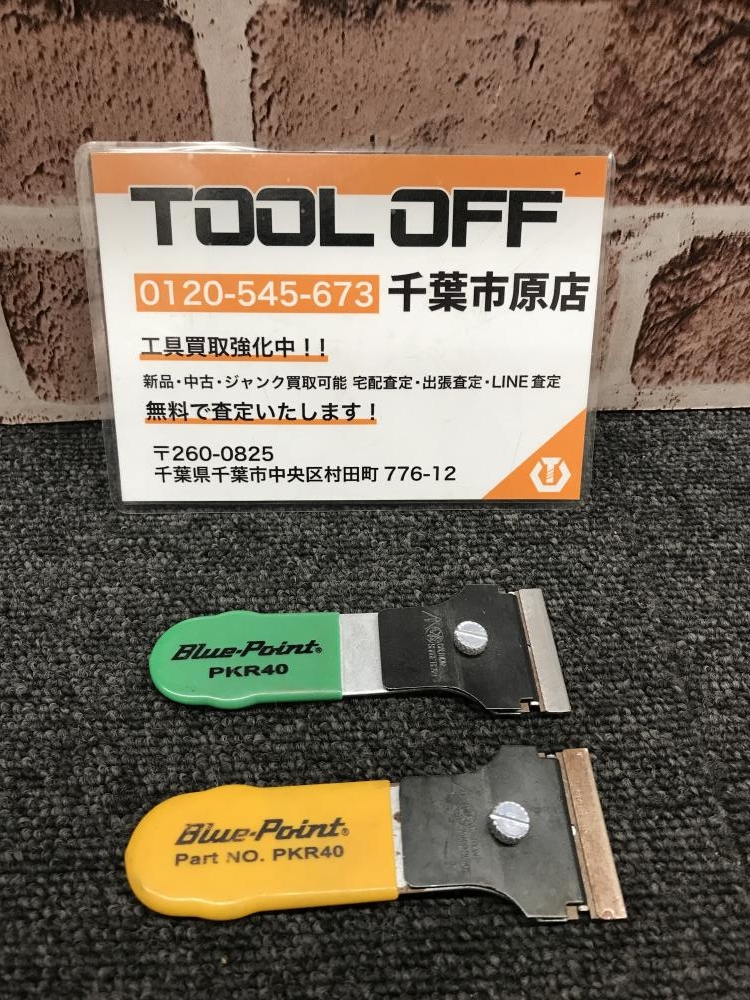 TOOL OFF
0120-545-673 千葉市原店
工具買取強化中！！
新品・中古・ジャンク買取可能 宅配査定・出張査定・LINE査定
無料で査定いたします！
〒260-0825
千葉県千葉市中央区村田町 776-12
Blue-Point®
PKR40
Blue-Point®
Part NO. PKR40